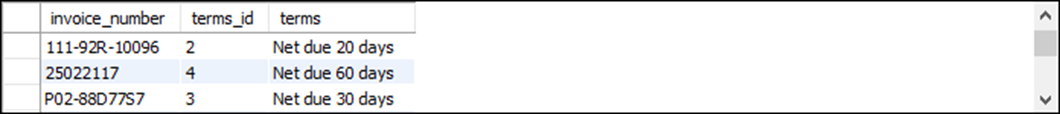 invoice_number terms_id terms
111-92R-10096 2 Net due 20 days
25022117 4 Net due 60 days
P02-88D77S7 3 Net due 30 days